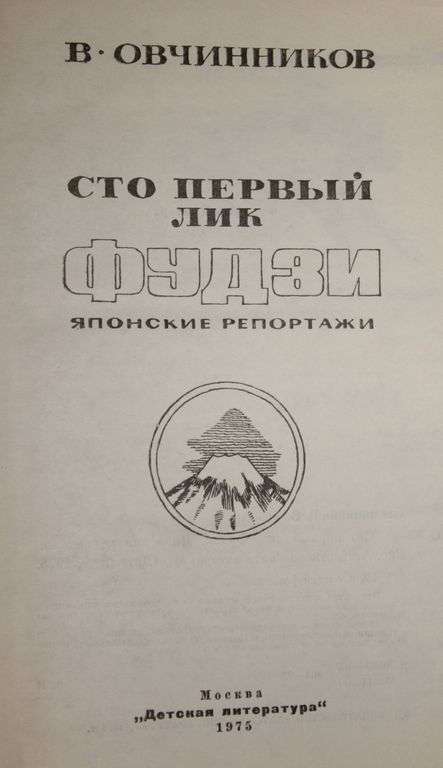 В · ОВЧИННИКОВ
СТО ПЕРВЫЙ
ЛИК
ФУДЗИ
ЯПОНСКИЕ РЕПОРТАЖИ
Москва
„Детская литература“
1975